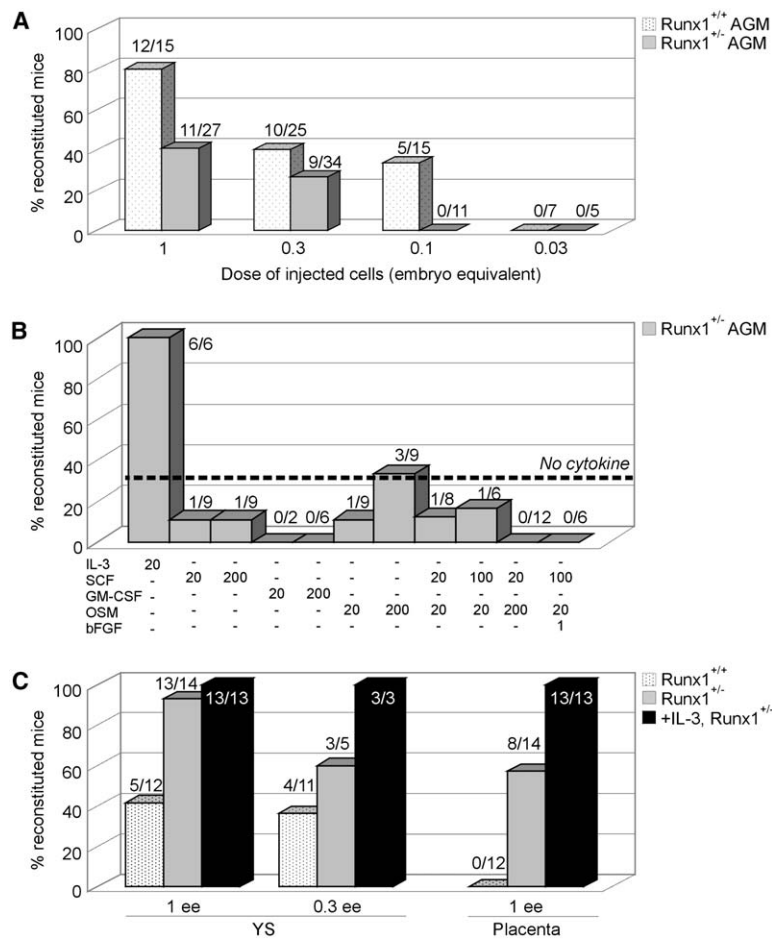 A
Runx1+/+ AGM
Runx1+/- AGM
% reconstituted mice
100
80
60
40
20
0
12/15
11/27
10/25
9/34
5/15
0/11
0/7
0/5
1
0.3
0.1
0.03
Dose of injected cells (embryo equivalent)
B
Runx1+/- AGM
% reconstituted mice
100
80
60
40
20
0
6/6
1/9
1/9
0/2
0/6
1/9
3/9
1/8
1/6
0/12
0/6
No cytokine
IL-3 20 - - - - - - - - - -
SCF - 20 200 - - - - 20 100 20 100
GM-CSF - - - 20 200 - - - - - -
OSM - - - - - 20 200 20 20 200 20
bFGF - - - - - - - - - - 1
C
Runx1+/+
Runx1+/-
+IL-3, Runx1+/-
% reconstituted mice
100
80
60
40
20
0
5/12
13/14
13/13
4/11
3/5
3/3
0/12
8/14
13/13
1 ee
0.3 ee
1 ee
YS
Placenta